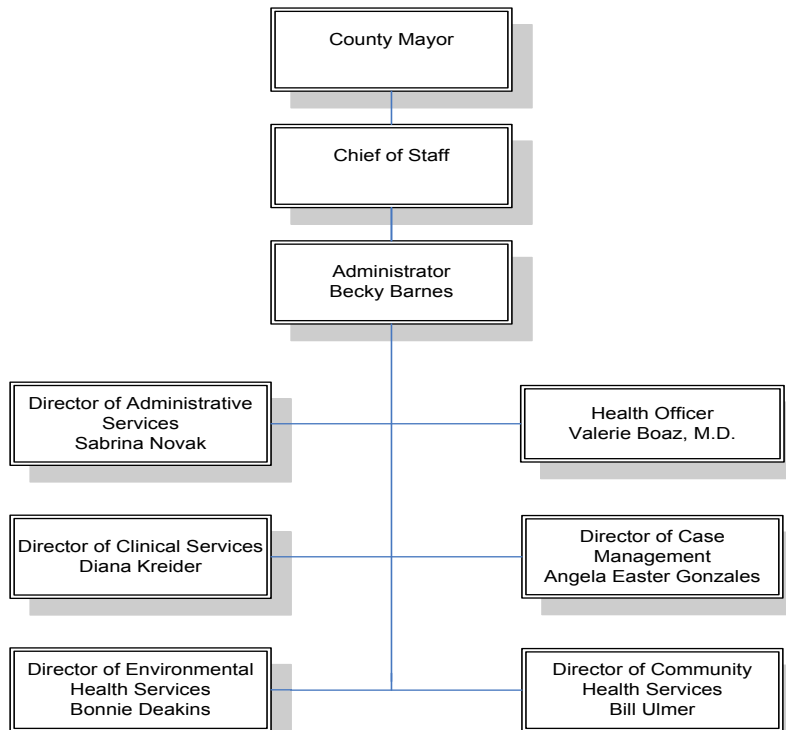 County Mayor
Chief of Staff
Administrator
Becky Barnes
Director of Administrative
Services
Sabrina Novak
Health Officer
Valerie Boaz, M.D.
Director of Clinical Services
Diana Kreider
Director of Case
Management
Angela Easter Gonzales
Director of Environmental
Health Services
Bonnie Deakins
Director of Community
Health Services
Bill Ulmer